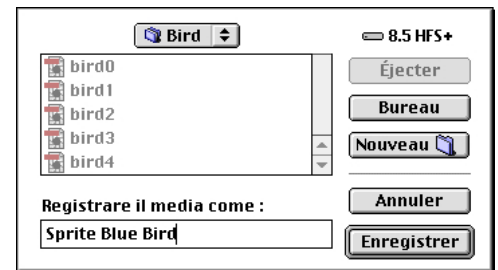 Bird
8.5 HFS+
bird0
bird1
bird2
bird3
bird4
Éjecter
Bureau
Nouveau
Registrare il media come :
Sprite Blue Bird
Annuler
Enregistrer